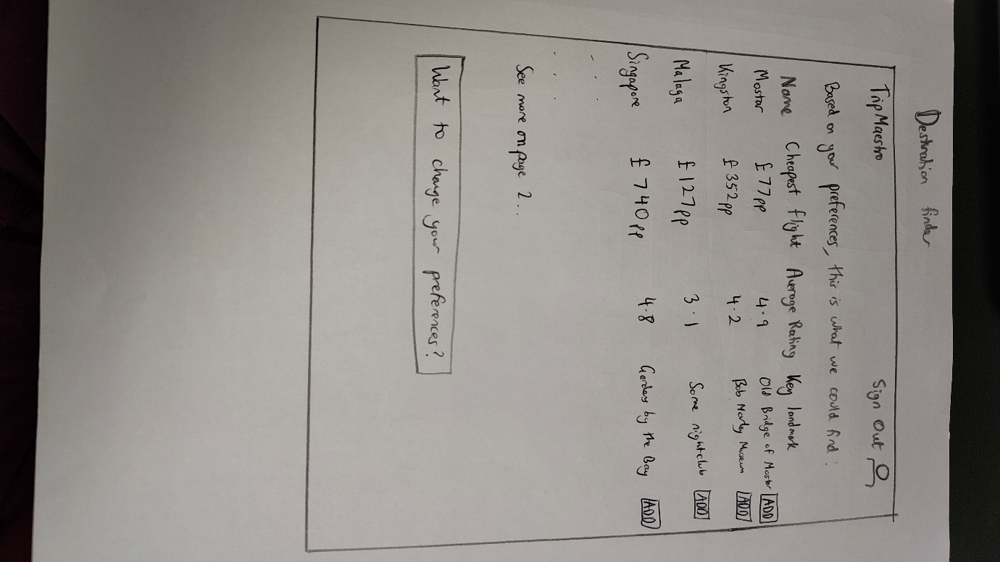 Destination finder
TripMaestro Sign Out
Based on your preferences, this is what we could find:
Name Cheapest flight Average Rating Key landmark
Mostar £77pp 4.9 Old Bridge of Mostar ADD
Kingston £352pp 4.2 Bob Marley Museum ADD
Malaga £127pp 3.1 Some nightclub ADD
Singapore £740pp 4.8 Gardens by the Bay ADD
See more on page 2..
Want to change your preferences?